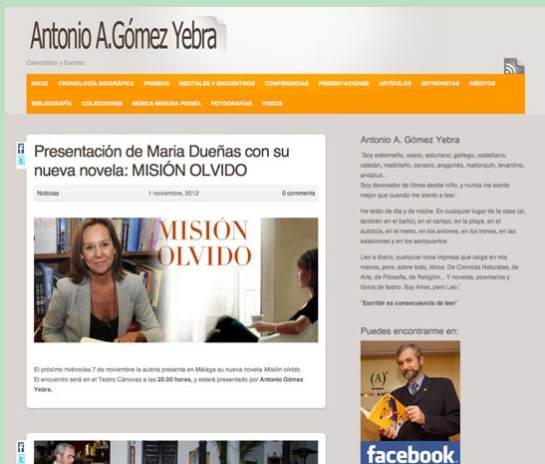 Antonio A.Gómez Yebra
Catedrático y Escritor.
INICIO CRONOLOGÍA BIOGRÁFICA PREMIOS RECITALES Y ENCUENTROS CONFERENCIAS PRESENTACIONES ARTÍCULOS ENTREVISTAS INÉDITOS
BIBLIOGRAFÍA COLECCIONES MÚSICA MENUDA POESÍA FOTOGRAFÍAS VIDEOS
Presentación de Maria Dueñas con su
nueva novela: MISIÓN OLVIDO
Noticias 1 noviembre, 2012 0 comments
MISIÓN
OLVIDO
El próximo miércoles 7 de noviembre la autora presenta en Málaga su nueva novela Misión olvido.
El encuentro será en el Teatro Cánovas a las 20.00 horas, y estará presentado por Antonio Gómez
Yebra.
Antonio A. Gómez Yebra
"Soy extremeño, vasco, asturiano, gallego, castellano,
catalán, madrileño, canario, aragonés, mallorquín, levantino,
andaluz..
Soy devorador de libros desde niño, y nunca me siento
mejor que cuando me siento a leer.
He leído de día y de noche. En cualquier lugar de la casa (sí,
también en el baño), en el campo, en la playa, en el
autobús, en el metro, en los aviones, en los trenes, en las
estaciones y en los aeropuertos.
Leo a diario, cualquier cosa impresa que caiga en mis
manos, pero, sobre todo, libros. De Ciencias Naturales, de
Arte, de Filosofía, de Religión... Y novelas, poemarios y
libros de teatro. Soy Aries, pero Leo."
"Escribir es consecuencia de leer"
Puedes encontrarme en:
facebook